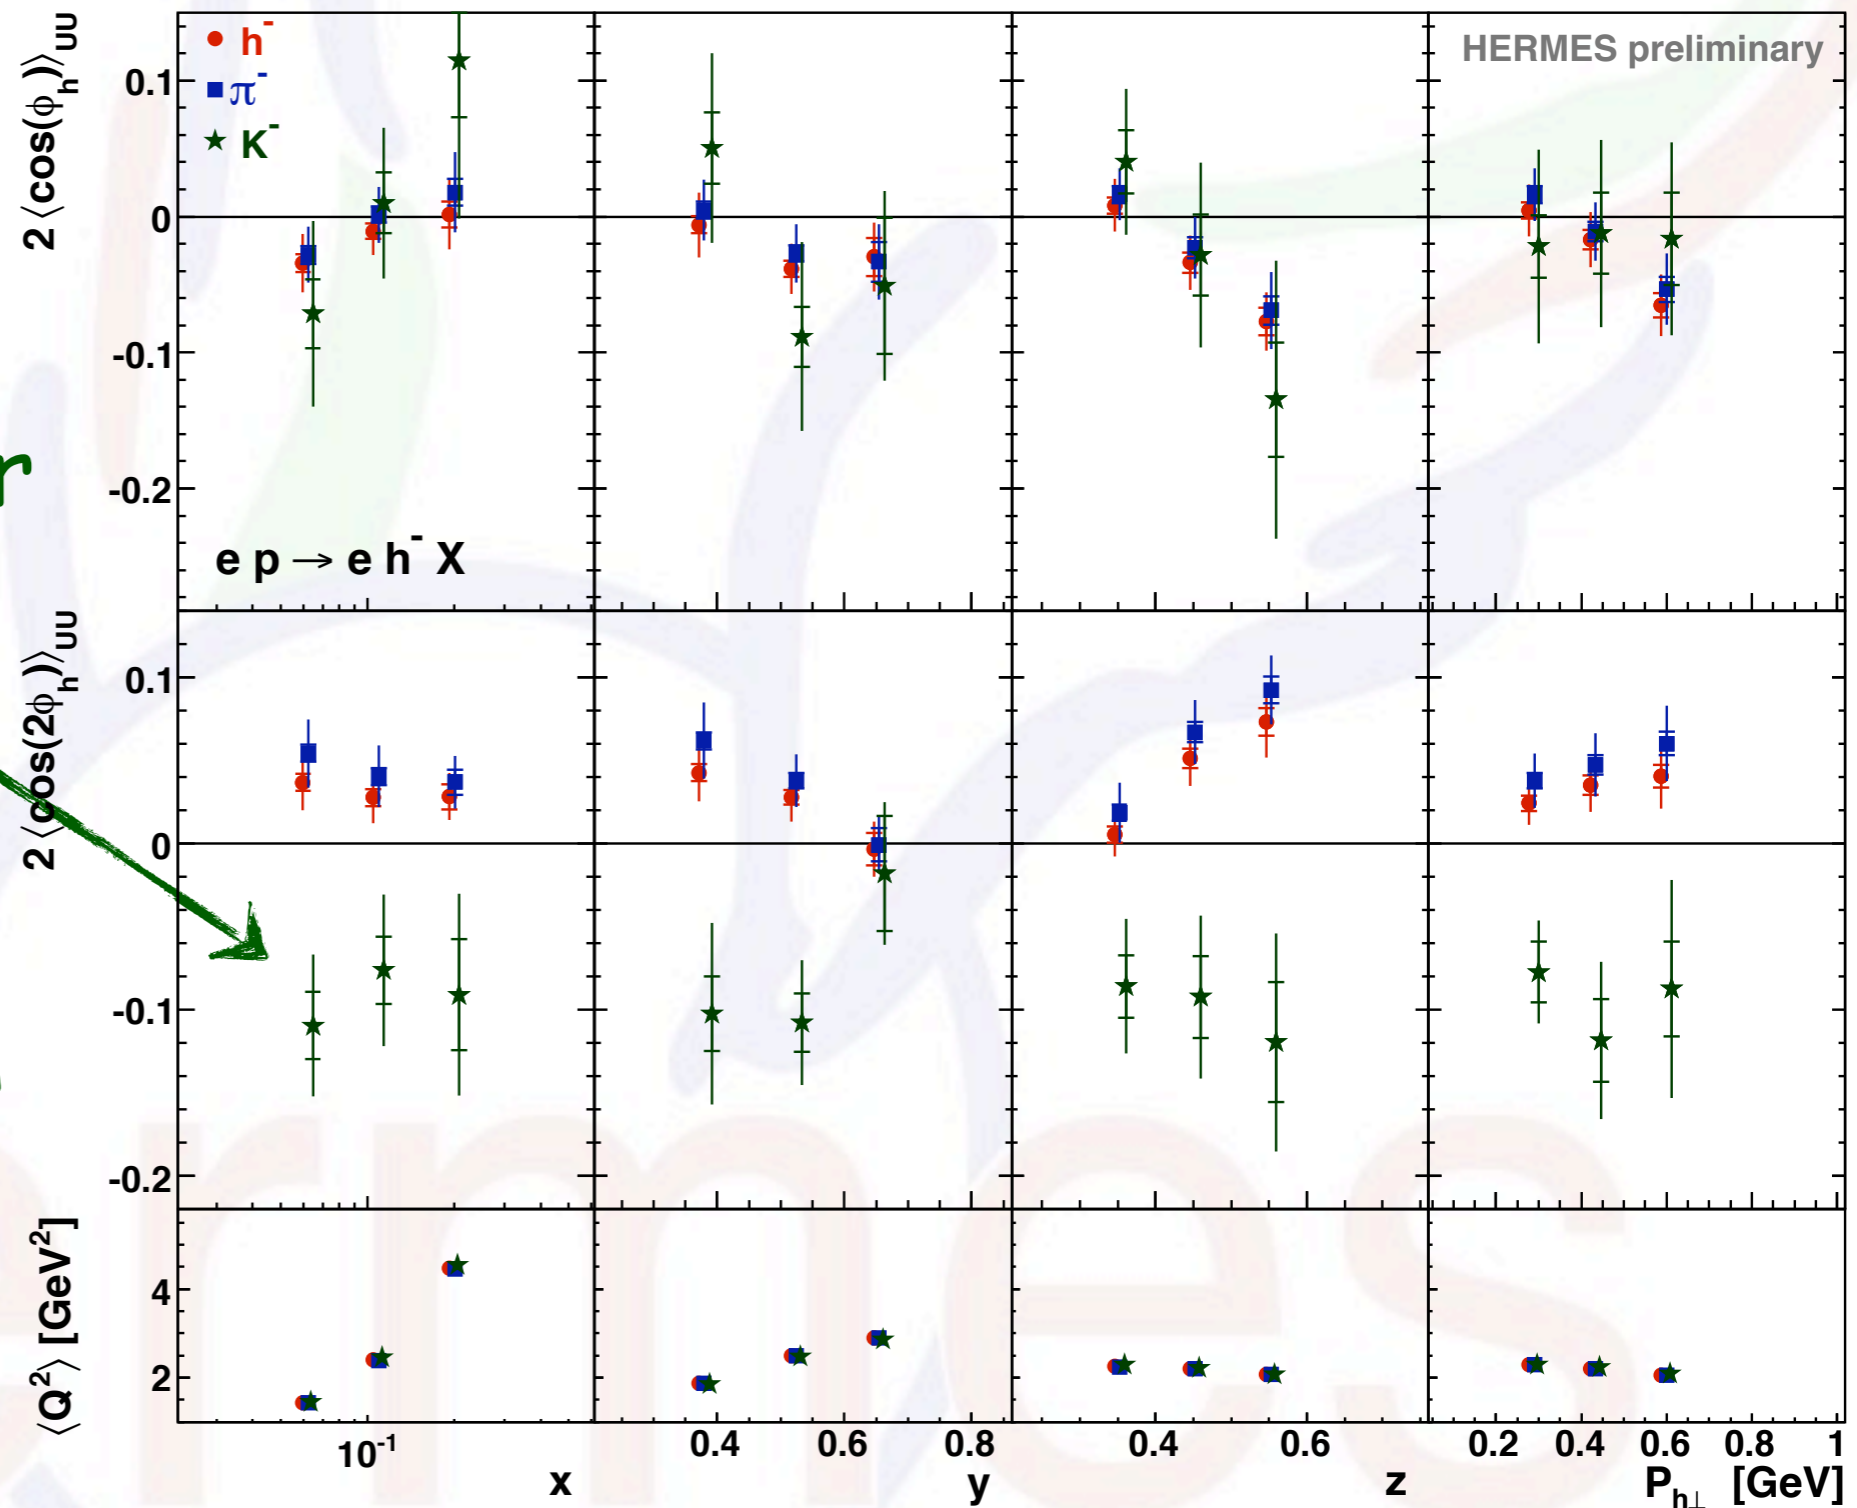 2 ⟨cos(ϕh)⟩UU
h-
π-
K-
HERMES preliminary
0.1
0
-0.1
-0.2
e p → e h- X
2 ⟨cos(2ϕh)⟩UU
0.1
0
-0.1
-0.2
⟨Q2⟩ [GeV2]
4
2
10-1
0.4 0.6 0.8
0.4 0.6
0.2 0.4 0.6 0.8 1
x
y
z
Ph⊥ [GeV]
ermes